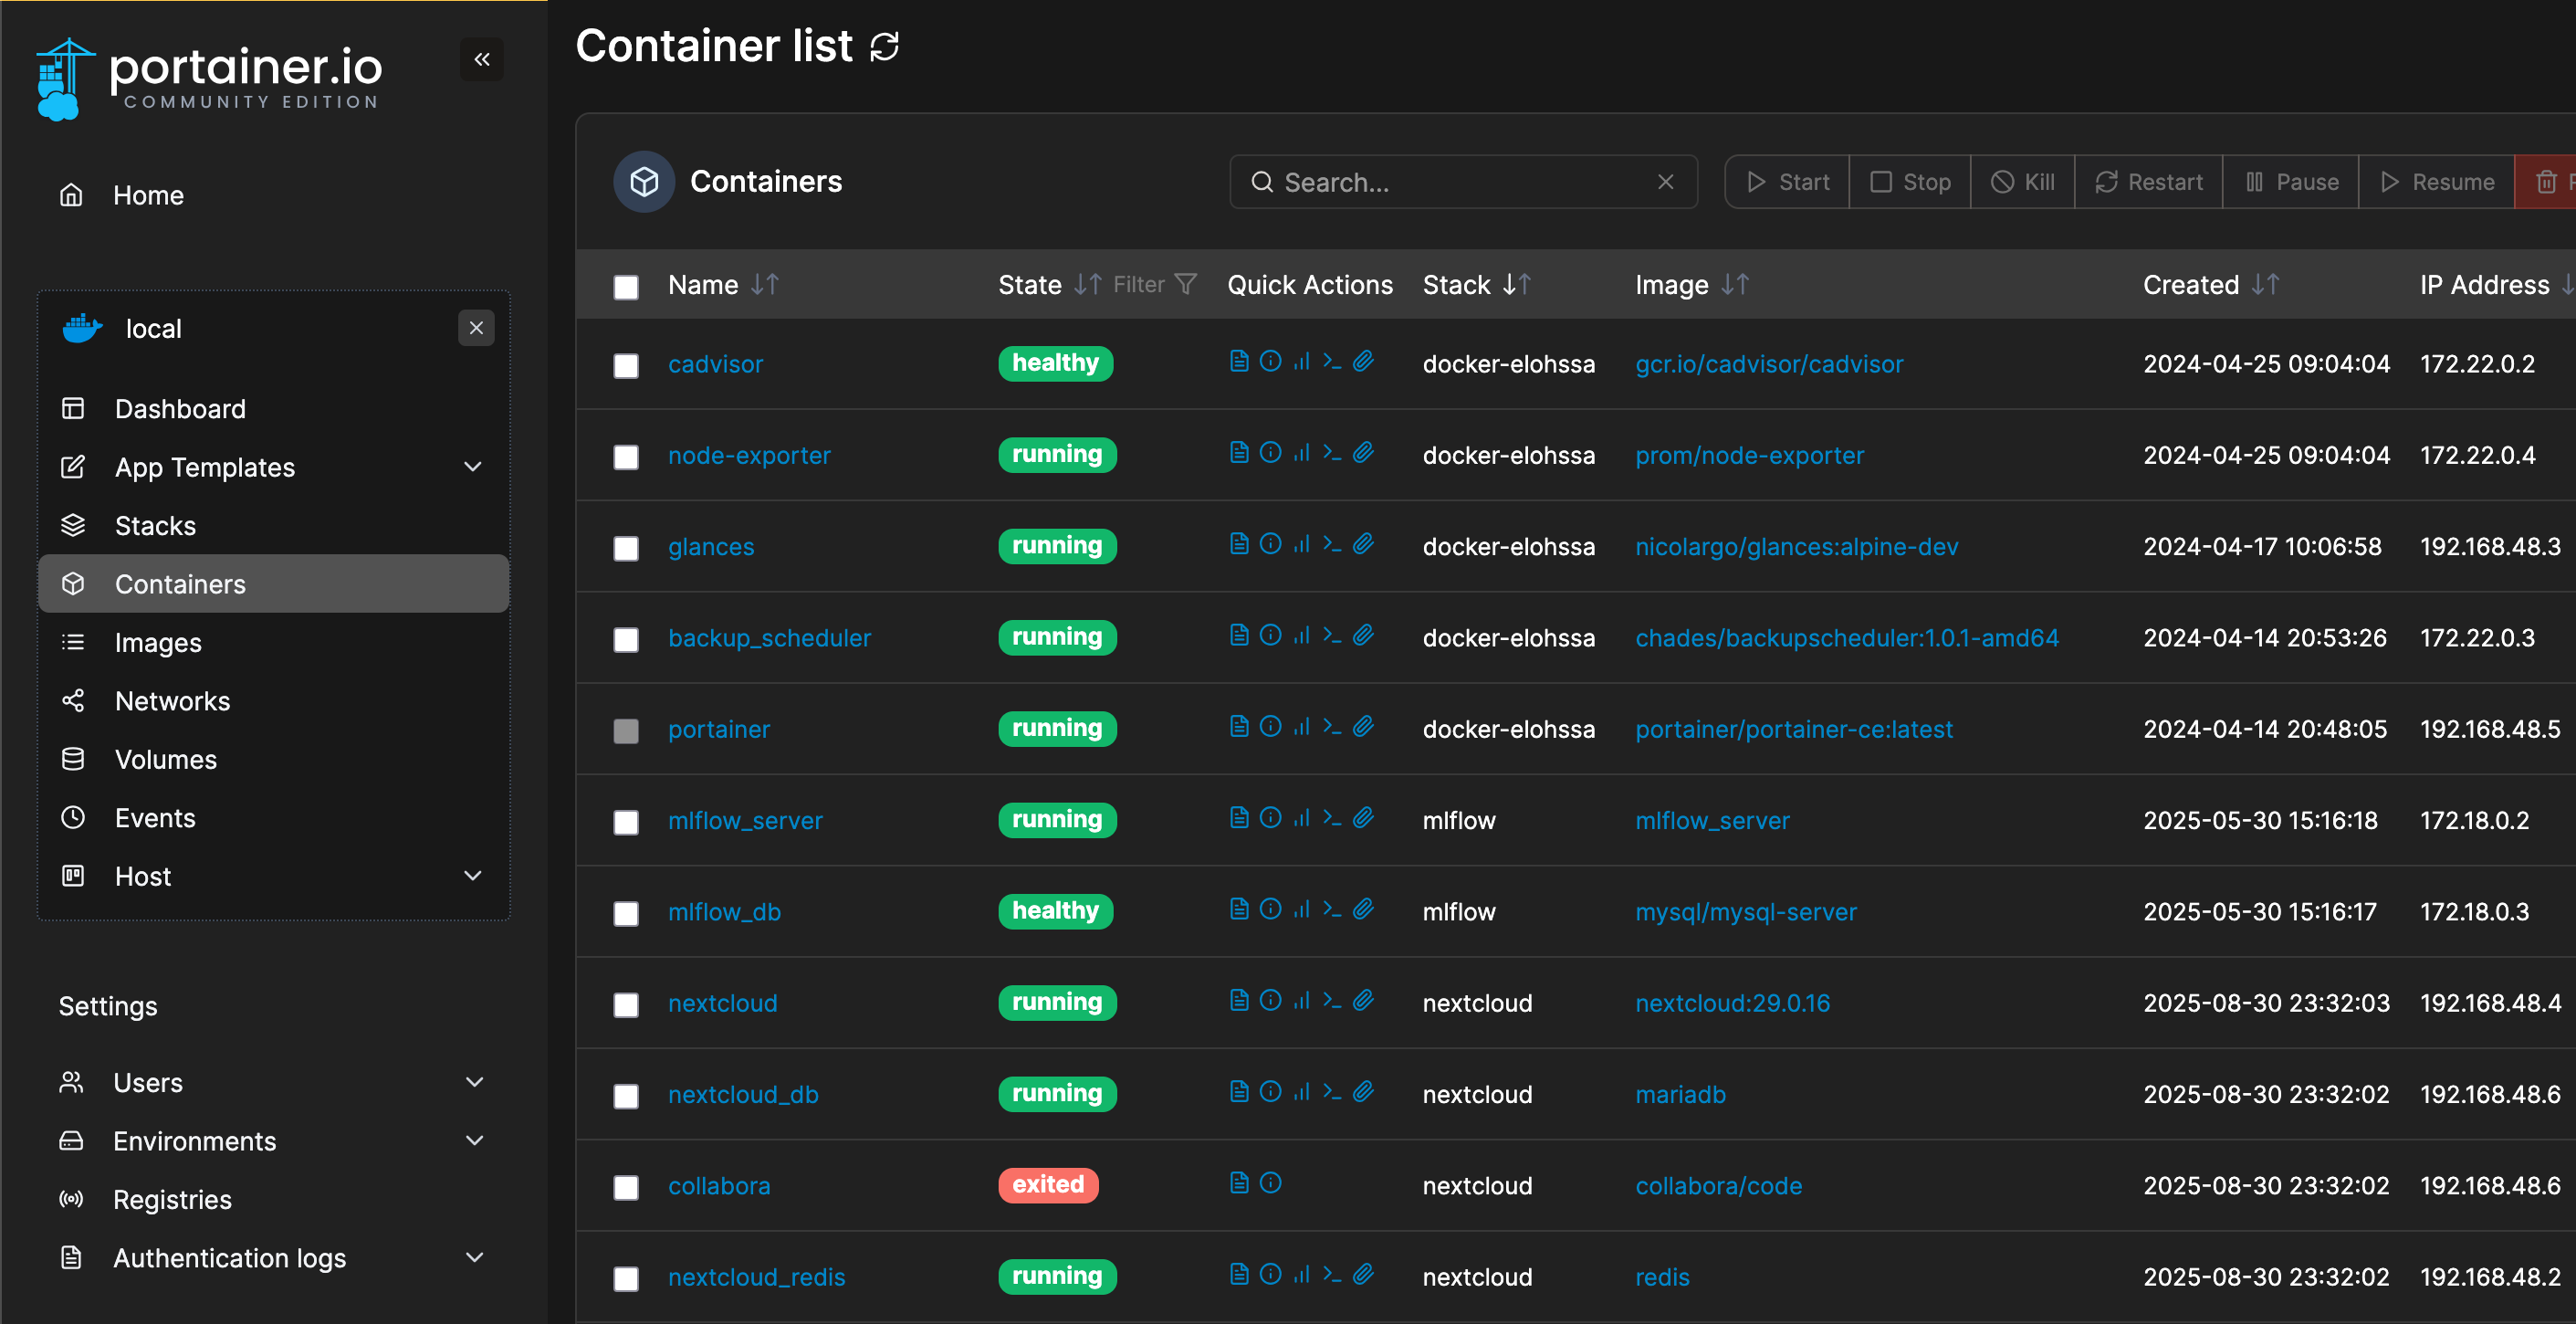 portainer.io
COMMUNITY EDITION
Home
local
Dashboard
App Templates
Stacks
Containers
Images
Networks
Volumes
Events
Host
Settings
Users
Environments
Registries
Authentication logs
Container list
Containers
Search...
Start Stop Kill Restart Pause Resume
Name State Filter Quick Actions Stack Image Created IP Address
cadvisor healthy docker-elohssa gcr.io/cadvisor/cadvisor 2024-04-25 09:04:04 172.22.0.2
node-exporter running docker-elohssa prom/node-exporter 2024-04-25 09:04:04 172.22.0.4
glances running docker-elohssa nicolargo/glances:alpine-dev 2024-04-17 10:06:58 192.168.48.3
backup_scheduler running docker-elohssa chades/backupscheduler:1.0.1-amd64 2024-04-14 20:53:26 172.22.0.3
portainer running docker-elohssa portainer/portainer-ce:latest 2024-04-14 20:48:05 192.168.48.5
mlflow_server running mlflow mlflow_server 2025-05-30 15:16:18 172.18.0.2
mlflow_db healthy mlflow mysql/mysql-server 2025-05-30 15:16:17 172.18.0.3
nextcloud running nextcloud nextcloud:29.0.16 2025-08-30 23:32:03 192.168.48.4
nextcloud_db running nextcloud mariadb 2025-08-30 23:32:02 192.168.48.6
collabora exited nextcloud collabora/code 2025-08-30 23:32:02 192.168.48.6
nextcloud_redis running nextcloud redis 2025-08-30 23:32:02 192.168.48.2